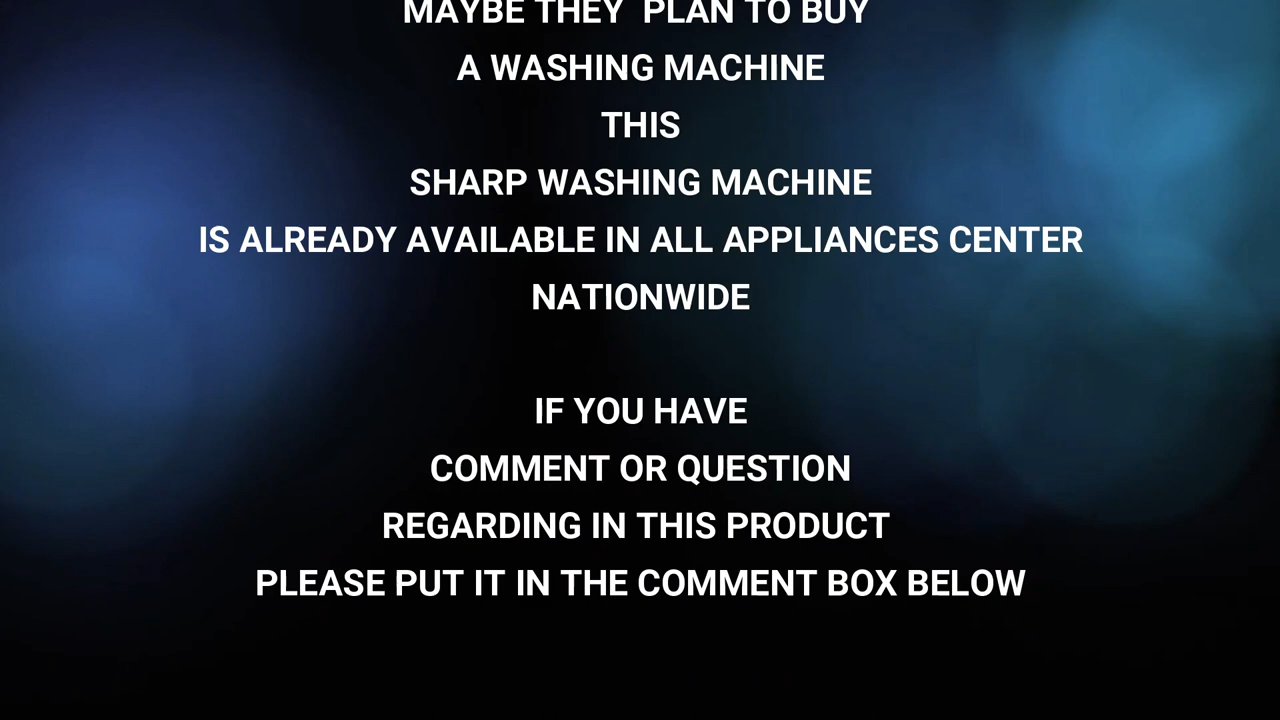 MAYBE THEY  PLAN TO BUY
A WASHING MACHINE
THIS
SHARP WASHING MACHINE
IS ALREADY AVAILABLE IN ALL APPLIANCES CENTER
NATIONWIDE
IF YOU HAVE
COMMENT OR QUESTION
REGARDING IN THIS PRODUCT
PLEASE PUT IT IN THE COMMENT BOX BELOW